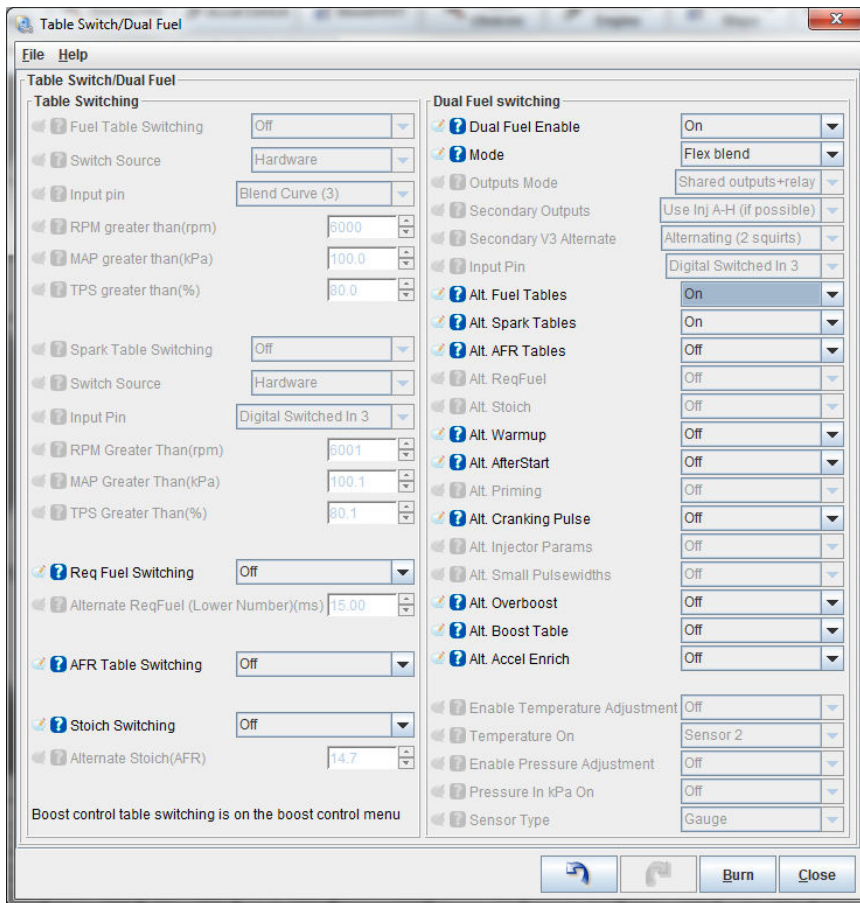 Table Switch/Dual Fuel
File Help
Table Switch/Dual Fuel
Table Switching
Fuel Table Switching Off
Switch Source Hardware
Input pin Blend Curve (3)
RPM greater than(rpm) 6000
MAP greater than(kPa) 100.0
TPS greater than(%) 80.0
Spark Table Switching Off
Switch Source Hardware
Input Pin Digital Switched In 3
RPM Greater Than(rpm) 6001
MAP Greater Than(kPa) 100.1
TPS Greater Than(%) 80.1
Req Fuel Switching Off
Alternate ReqFuel (Lower Number)(ms) 15.00
AFR Table Switching Off
Stoich Switching Off
Alternate Stoich(AFR) 14.7
Boost control table switching is on the boost control menu
Dual Fuel switching
Dual Fuel Enable On
Mode Flex blend
Outputs Mode Shared outputs+relay
Secondary Outputs Use Inj A-H (if possible)
Secondary V3 Alternate Alternating (2 squirts)
Input Pin Digital Switched In 3
Alt. Fuel Tables On
Alt. Spark Tables On
Alt. AFR Tables Off
Alt. ReqFuel Off
Alt. Stoich Off
Alt. Warmup Off
Alt. AfterStart Off
Alt. Priming Off
Alt. Cranking Pulse Off
Alt. Injector Params Off
Alt. Small Pulsewidths Off
Alt. Overboost Off
Alt. Boost Table Off
Alt. Accel Enrich Off
Enable Temperature Adjustment Off
Temperature On Sensor 2
Enable Pressure Adjustment Off
Pressure In kPa On Off
Sensor Type Gauge
Burn Close